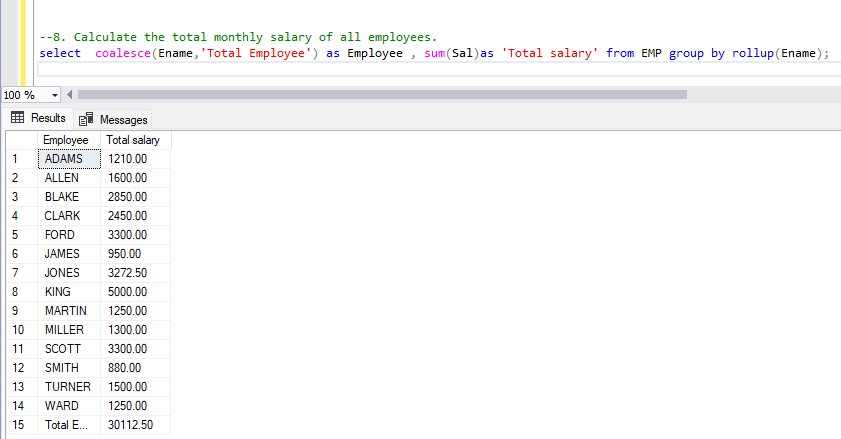 --8. Calculate the total monthly salary of all employees.
select  coalesce(Ename,'Total Employee') as Employee , sum(Sal)as 'Total salary' from EMP group by rollup(Ename);
100 %
Results Messages
Employee Total salary
1 ADAMS 1210.00
2 ALLEN 1600.00
3 BLAKE 2850.00
4 CLARK 2450.00
5 FORD 3300.00
6 JAMES 950.00
7 JONES 3272.50
8 KING 5000.00
9 MARTIN 1250.00
10 MILLER 1300.00
11 SCOTT 3300.00
12 SMITH 880.00
13 TURNER 1500.00
14 WARD 1250.00
15 Total E... 30112.50